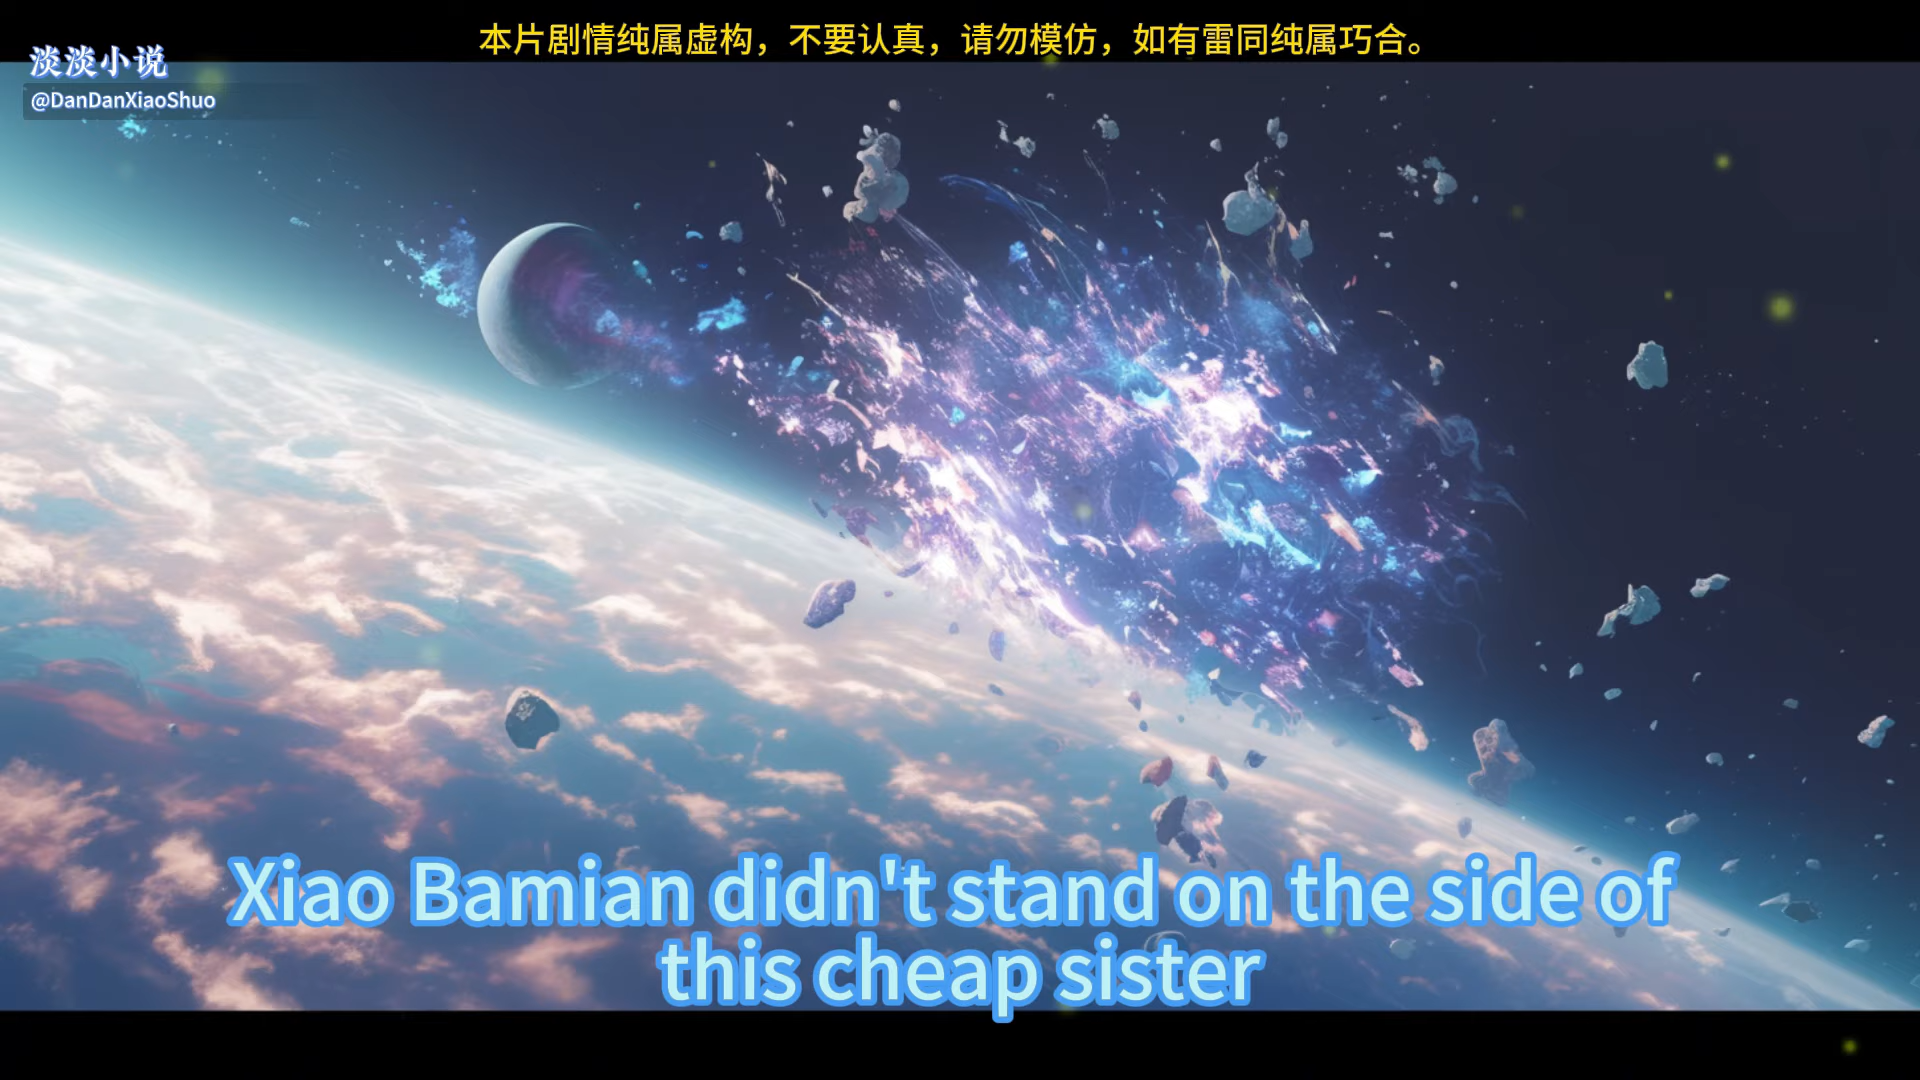 本片剧情纯属虚构，不要认真，请勿模仿，如有雷同纯属巧合。
淡淡小说
@DanDanXiaoShuo
Xiao Bamian didn't stand on the side of
this cheap sister